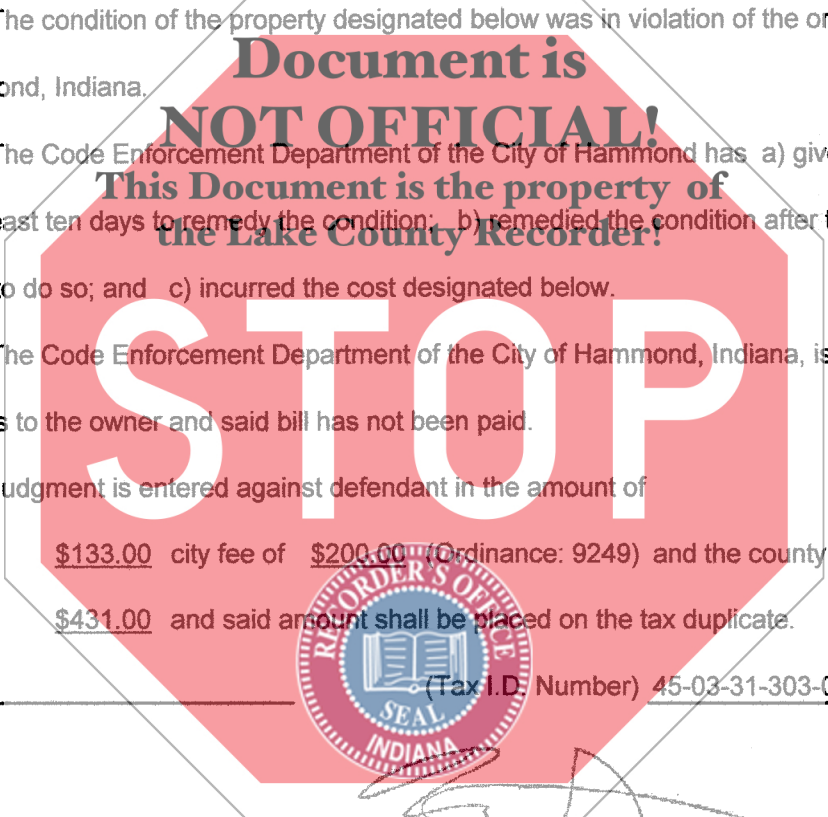 The condition of the property designated below was in violation of the or
Document is
ond, Indiana.
NOT OFFICIAL!
The Code Enforcement Department of the City of Hammond has a) giv
This Document is the property of
east ten days to remedy the condition; b) remedied the condition after t
the Lake County Recorder!
to do so; and c) incurred the cost designated below.
STOP
The Code Enforcement Department of the City of Hammond, Indiana, is
s to the owner and said bill has not been paid.
udgment is entered against defendant in the amount of
$133.00 city fee of $200.00 (Ordinance: 9249) and the county
$431.00 and said amount shall be placed on the tax duplicate.
RECORDER'S OFFICE
(Tax I.D. Number) 45-03-31-303-0
SEAL
INDIANA